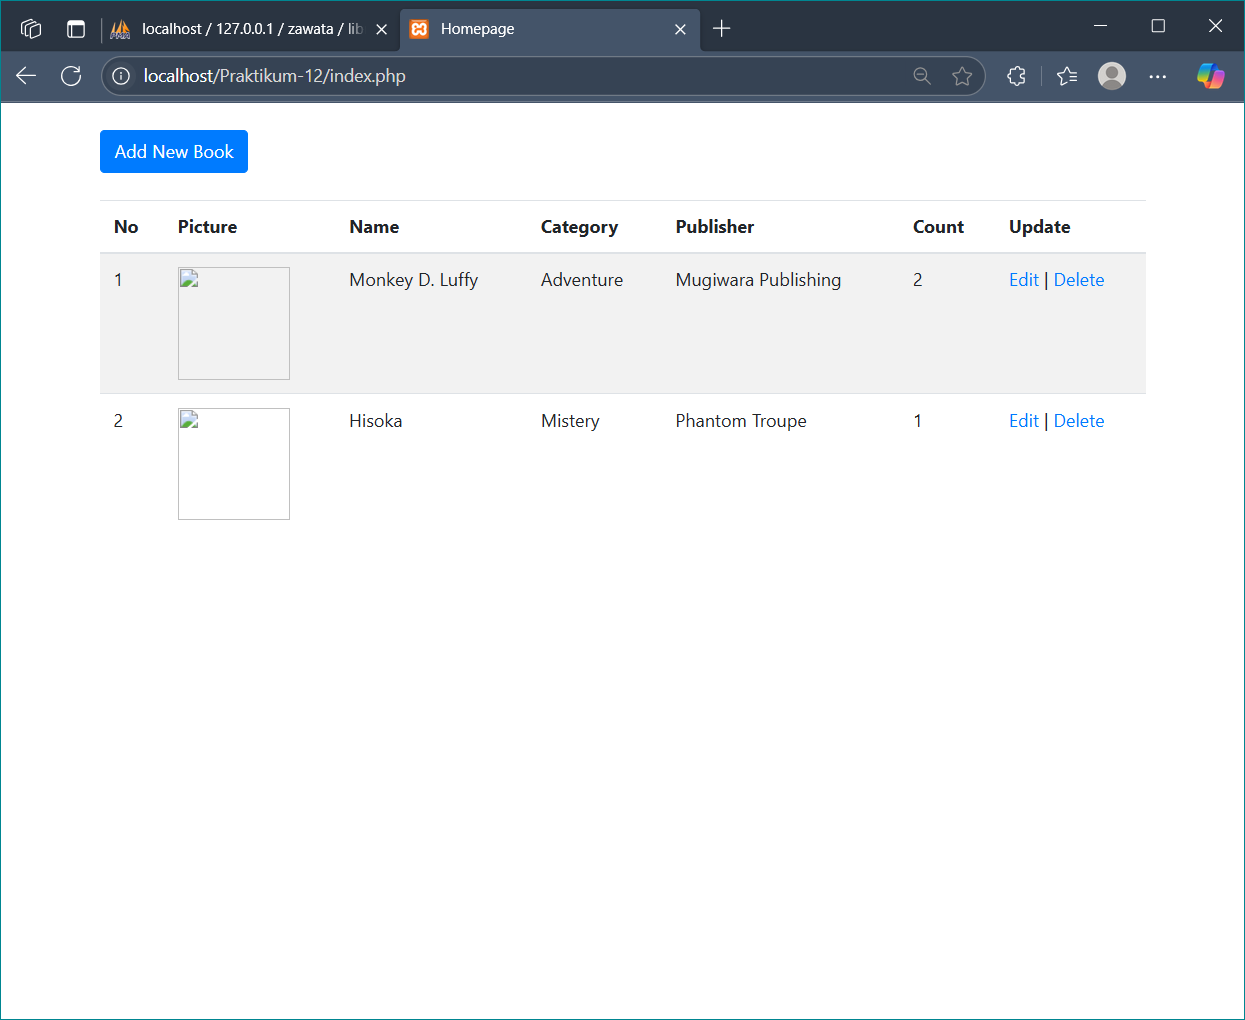 localhost / 127.0.0.1 / zawata / lib
Homepage
localhost/Praktikum-12/index.php
Add New Book
No Picture Name Category Publisher Count Update
1 Monkey D. Luffy Adventure Mugiwara Publishing 2 Edit | Delete
2 Hisoka Mistery Phantom Troupe 1 Edit | Delete